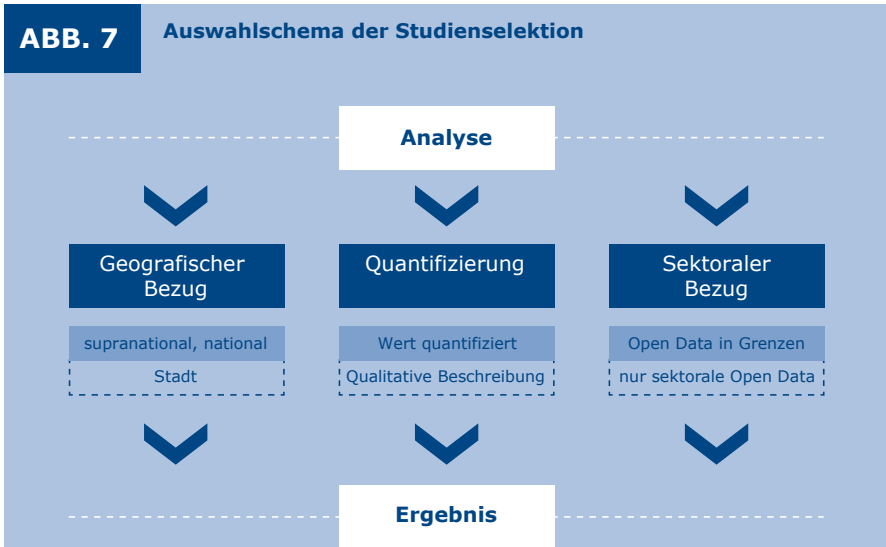 ABB. 7
Auswahlschema der Studienselektion
Analyse
Geografischer
Bezug
supranational, national
Stadt
Quantifizierung
Wert quantifiziert
Qualitative Beschreibung
Sektoraler
Bezug
Open Data in Grenzen
nur sektorale Open Data
Ergebnis